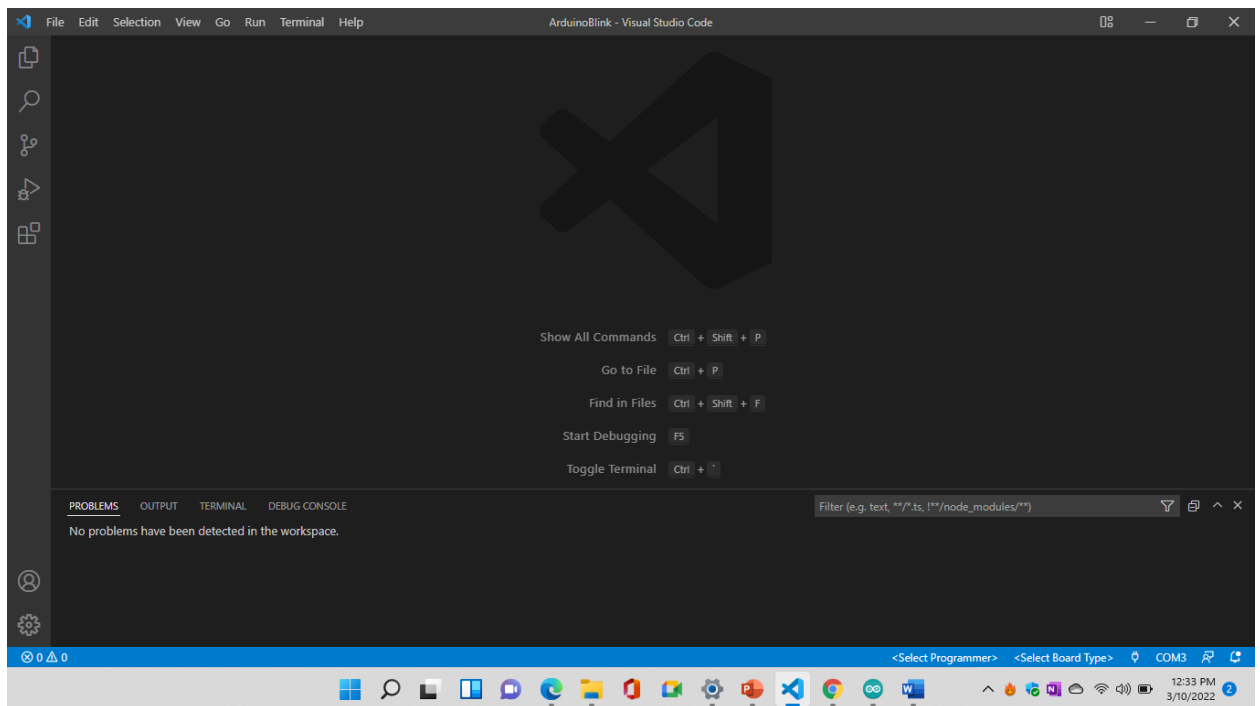 File Edit Selection View Go Run Terminal Help ArduinoBlink - Visual Studio Code
Show All Commands Ctrl + Shift + P
Go to File Ctrl + P
Find in Files Ctrl + Shift + F
Start Debugging F5
Toggle Terminal Ctrl + `
PROBLEMS OUTPUT TERMINAL DEBUG CONSOLE Filter (e.g. text, **/*.ts, !**/node_modules/**)
No problems have been detected in the workspace.
0 0 <Select Programmer> <Select Board Type> COM3
12:33 PM
3/10/2022 2